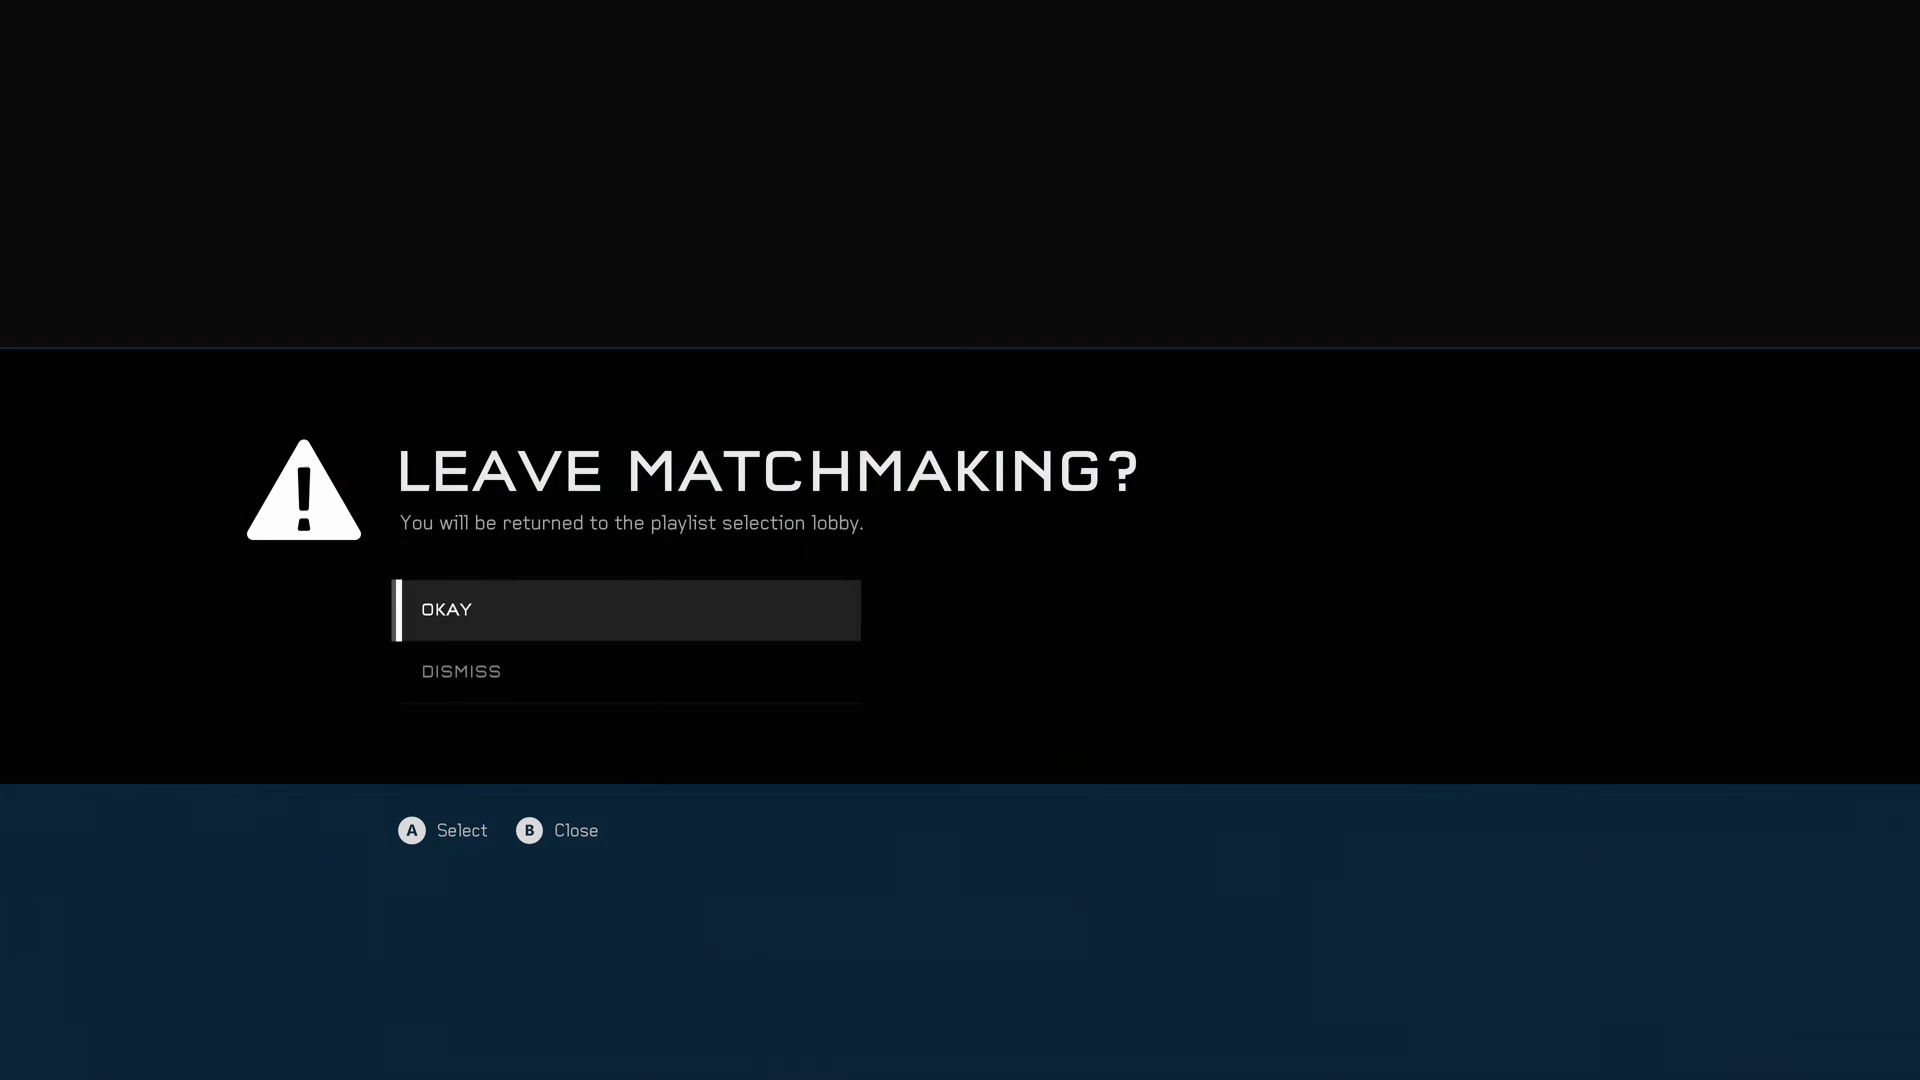 LEAVE MATCHMAKING?
You will be returned to the playlist selection lobby.
OKAY
DISMISS
A Select B Close